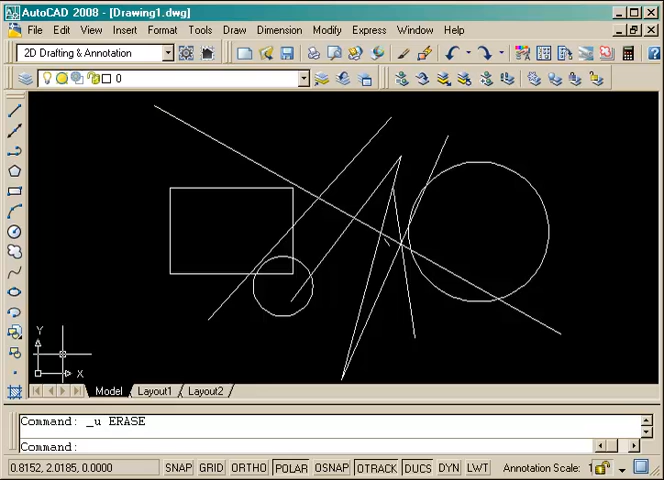 AutoCAD 2008 - [Drawing1.dwg]
File Edit View Insert Format Tools Draw Dimension Modify Express Window Help
2D Drafting & Annotation
0
Y
X
Model Layout1 Layout2
Command: _u ERASE
Command:
0.8152, 2.0185, 0.0000 SNAP GRID ORTHO POLAR OSNAP OTRACK DUCS DYN LWT Annotation Scale: 1